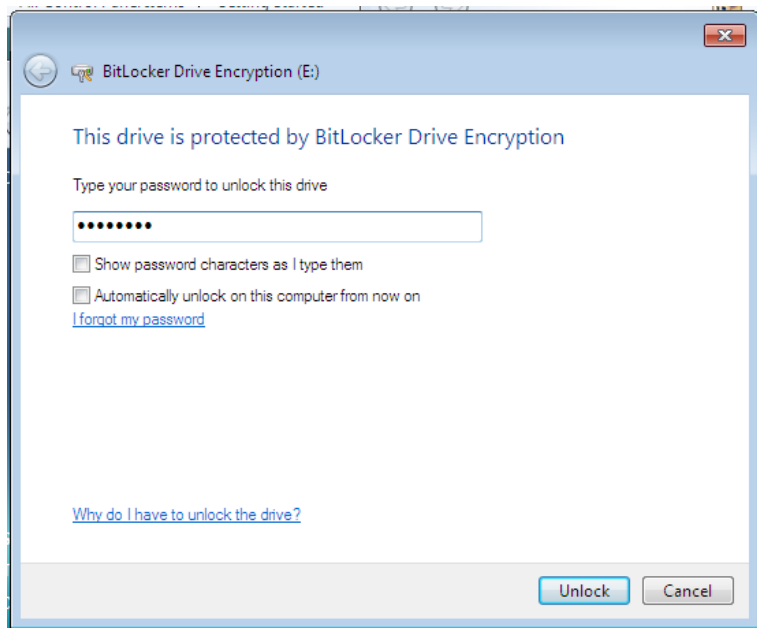 BitLocker Drive Encryption (E:)
This drive is protected by BitLocker Drive Encryption
Type your password to unlock this drive
••••••••
Show password characters as I type them
Automatically unlock on this computer from now on
I forgot my password
Why do I have to unlock the drive?
Unlock
Cancel